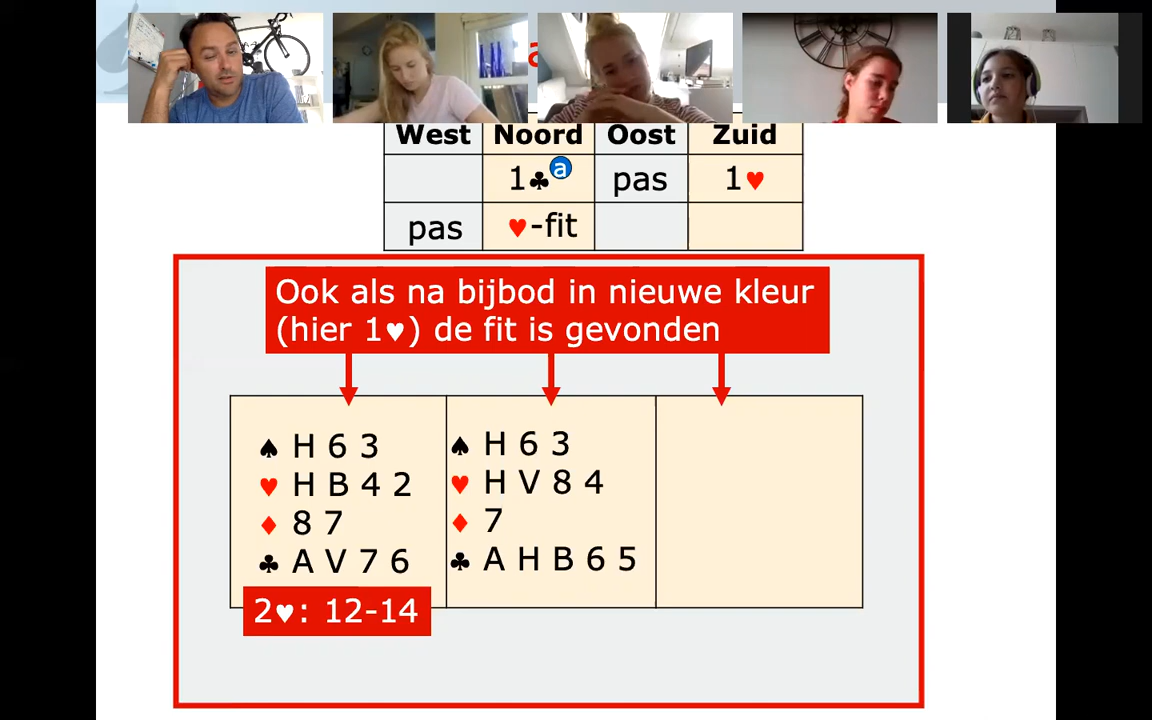 West Noord Oost Zuid
1♣ a pas 1♥
pas ♥-fit
Ook als na bijbod in nieuwe kleur
(hier 1♥) de fit is gevonden
♠ H 6 3
♥ H B 4 2
♦ 8 7
♣ A V 7 6
2♥: 12-14
♠ H 6 3
♥ H V 8 4
♦ 7
♣ A H B 6 5